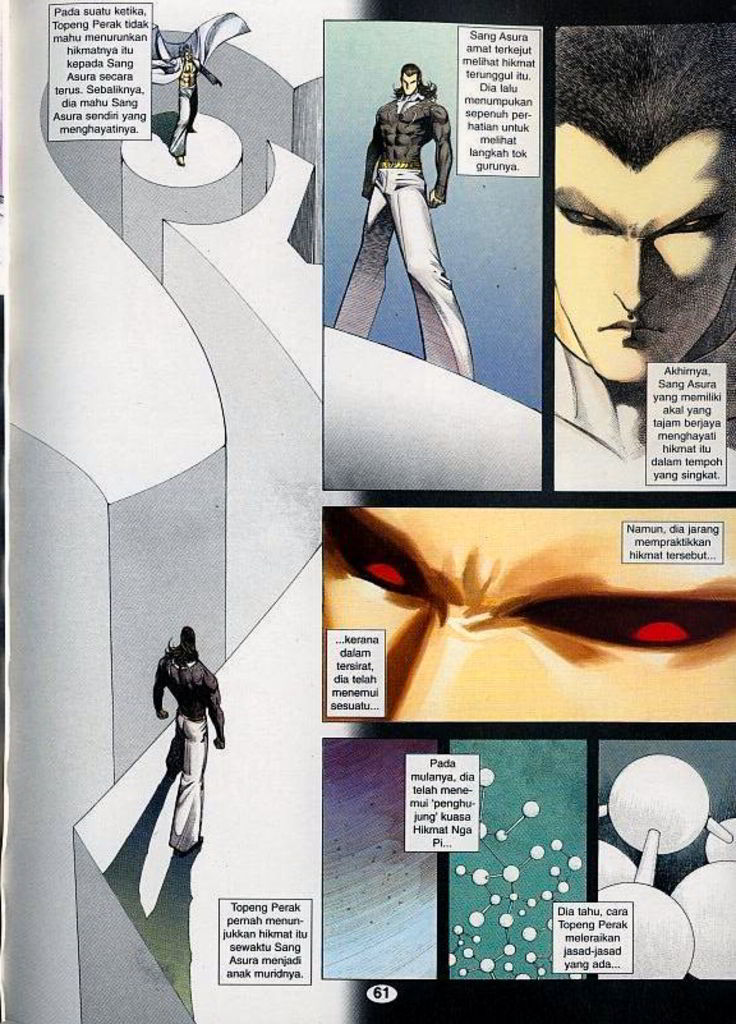 Pada suatu ketika,
Topeng Perak tidak
mahu menurunkan
hikmatnya itu
kepada Sang
Asura secara
terus. Sebaliknya,
dia mahu Sang
Asura sendiri yang
menghayatinya.
Topeng Perak
pernah menun-
jukkan hikmat itu
sewaktu Sang
Asura menjadi
anak muridnya.
Sang Asura
amat terkejut
melihat hikmat
terunggul itu.
Dia lalu
menumpukan
sepenuh per-
hatian untuk
melihat
langkah tok
gurunya.
Akhirnya,
Sang Asura
yang memiliki
akal yang
tajam berjaya
menghayati
hikmat itu
dalam tempoh
yang singkat.
Namun, dia jarang
mempraktikkan
hikmat tersebut...
...kerana
dalam
tersirat,
dia telah
menemui
sesuatu...
Pada
mulanya, dia
telah mene-
mui 'penghu-
jung' kuasa
Hikmat Nga
Pi...
Dia tahu, cara
Topeng Perak
meleraikan
jasad-jasad
yang ada...
61